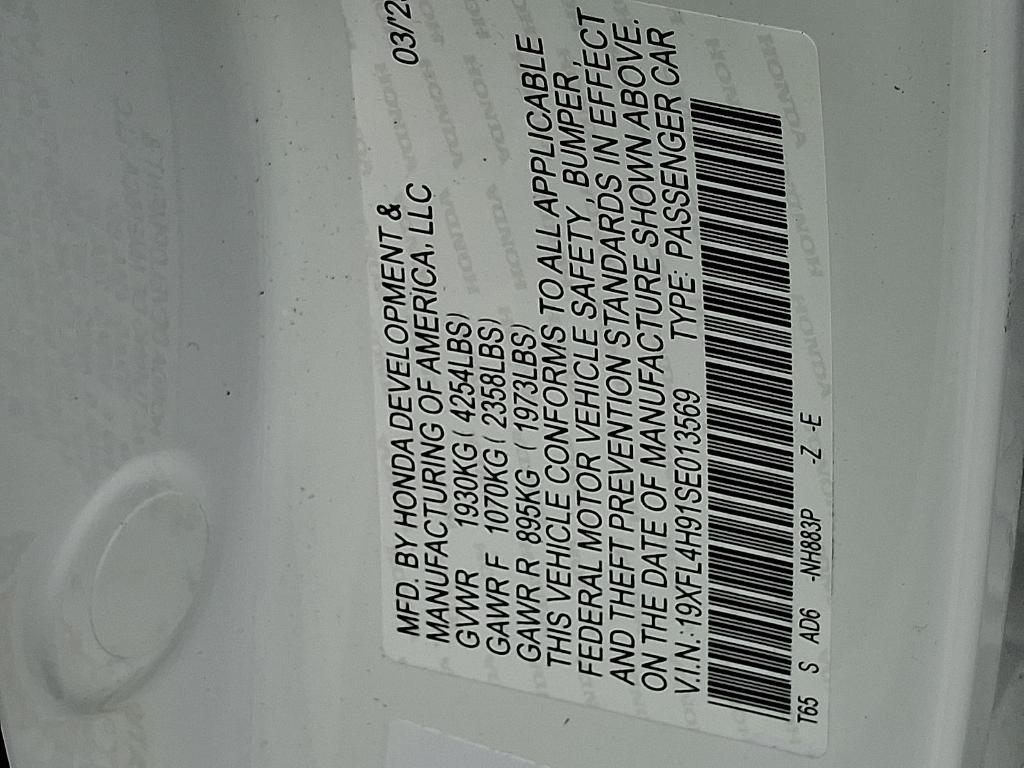 MFD. BY HONDA DEVELOPMENT &
MANUFACTURING OF AMERICA, LLC 03/2
GVWR 1930KG ( 4254LBS)
GAWR F 1070KG ( 2358LBS)
GAWR R 895KG ( 1973LBS)
THIS VEHICLE CONFORMS TO ALL APPLICABLE
FEDERAL MOTOR VEHICLE SAFETY , BUMPER,
AND THEFT PREVENTION STANDARDS IN EFFECT
ON THE DATE OF MANUFACTURE SHOWN ABOVE.
V.I.N.:19XFL4H91SE013569 TYPE: PASSENGER CAR
T65 S AD6 -NH883P -Z -E